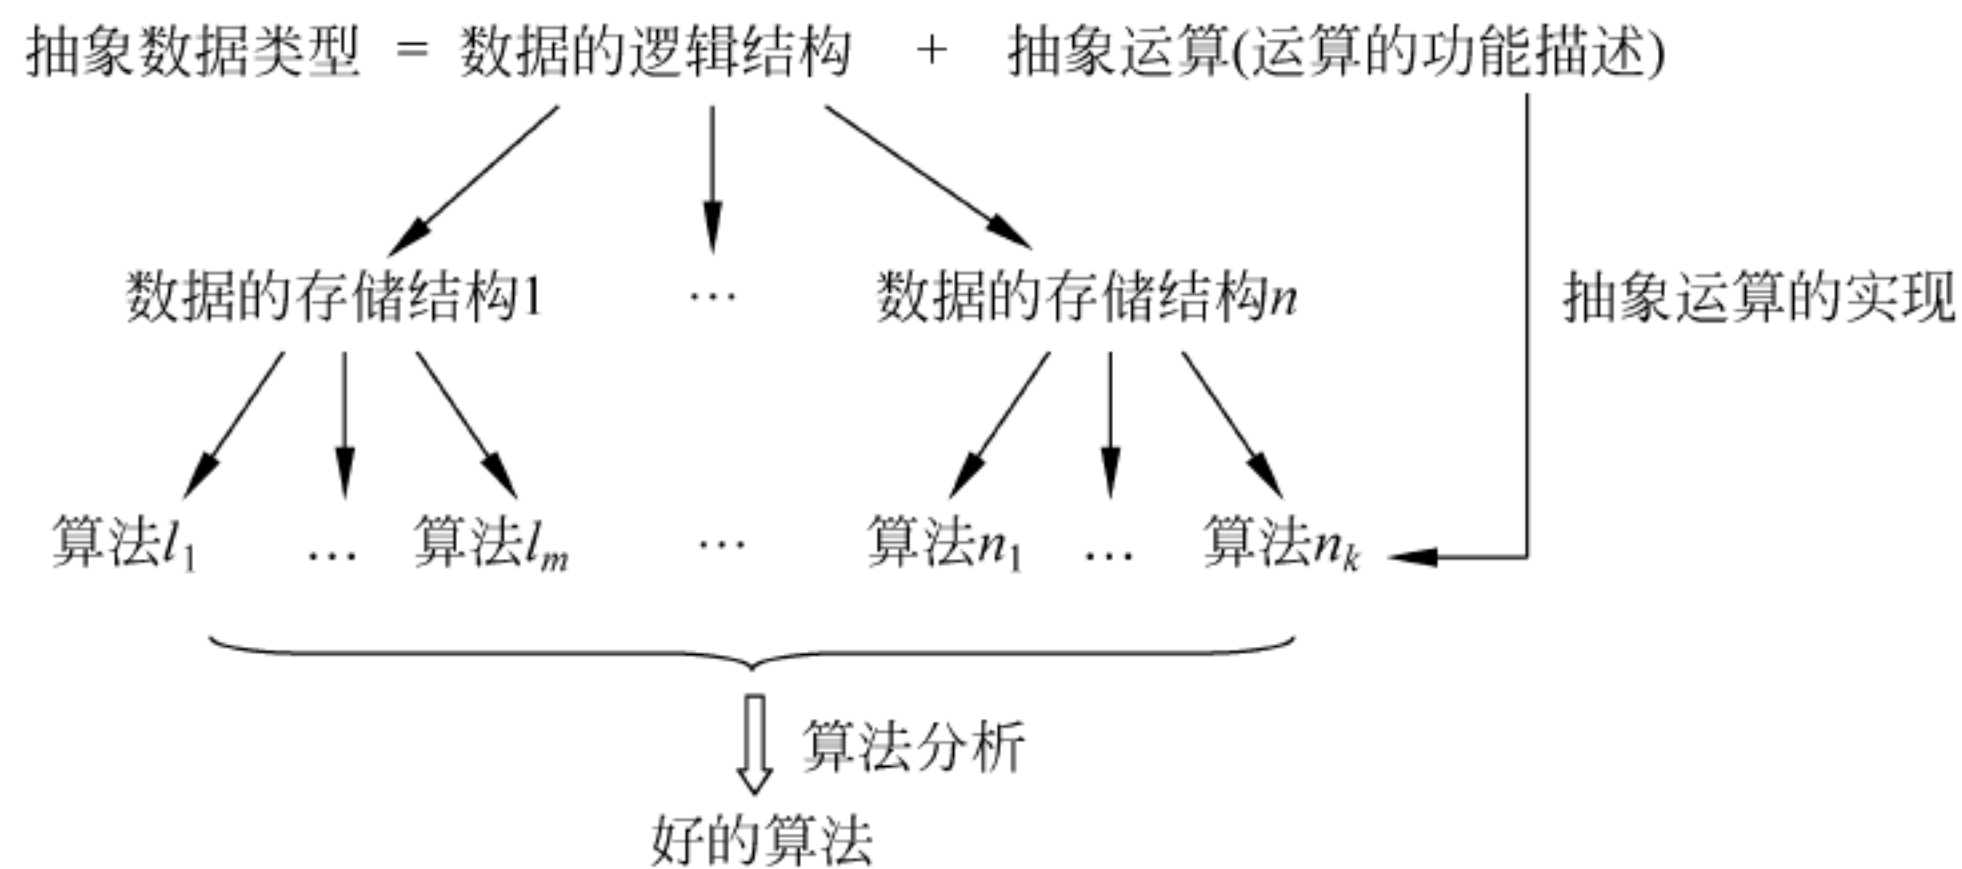 抽象数据类型 = 数据的逻辑结构 + 抽象运算(运算的功能描述)
数据的存储结构1 … 数据的存储结构n 抽象运算的实现
算法l1 … 算法lm … 算法n1 … 算法nk
算法分析
好的算法